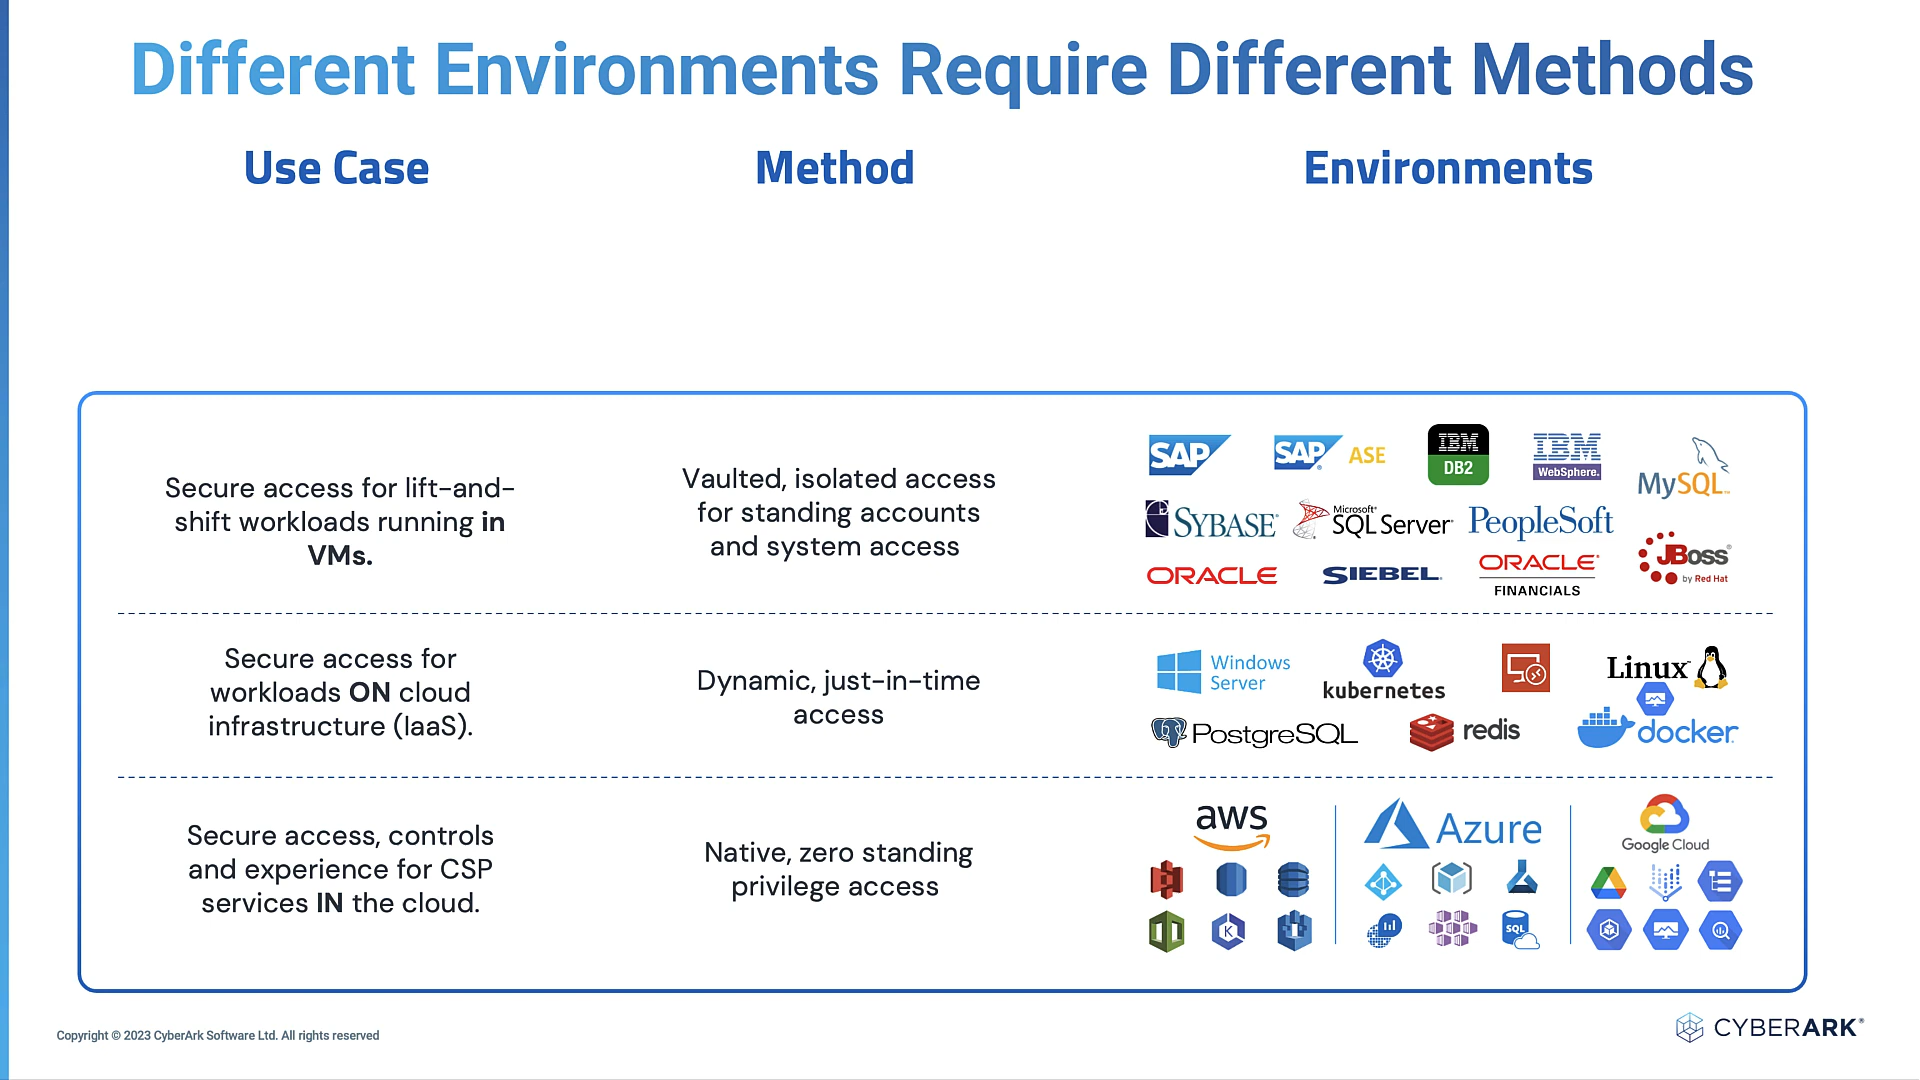 Different Environments Require Different Methods
Use Case
Method
Environments
Secure access for lift-and-
shift workloads running in
VMs.
Vaulted, isolated access
for standing accounts
and system access
SAP
SAP® ASE
IBM
DB2
IBM
WebSphere.
MySQL™
SYBASE®
Microsoft®
SQL Server®
PeopleSoft
JBoss®
by Red Hat
ORACLE
SIEBEL.
ORACLE®
FINANCIALS
Secure access for
workloads ON cloud
infrastructure (IaaS).
Dynamic, just-in-time
access
Windows
Server
kubernetes
Linux™
PostgreSQL
redis
docker
Secure access, controls
and experience for CSP
services IN the cloud.
Native, zero standing
privilege access
aws
Azure
Google Cloud
K
SQL
Copyright © 2023 CyberArk Software Ltd. All rights reserved
CYBERARK®